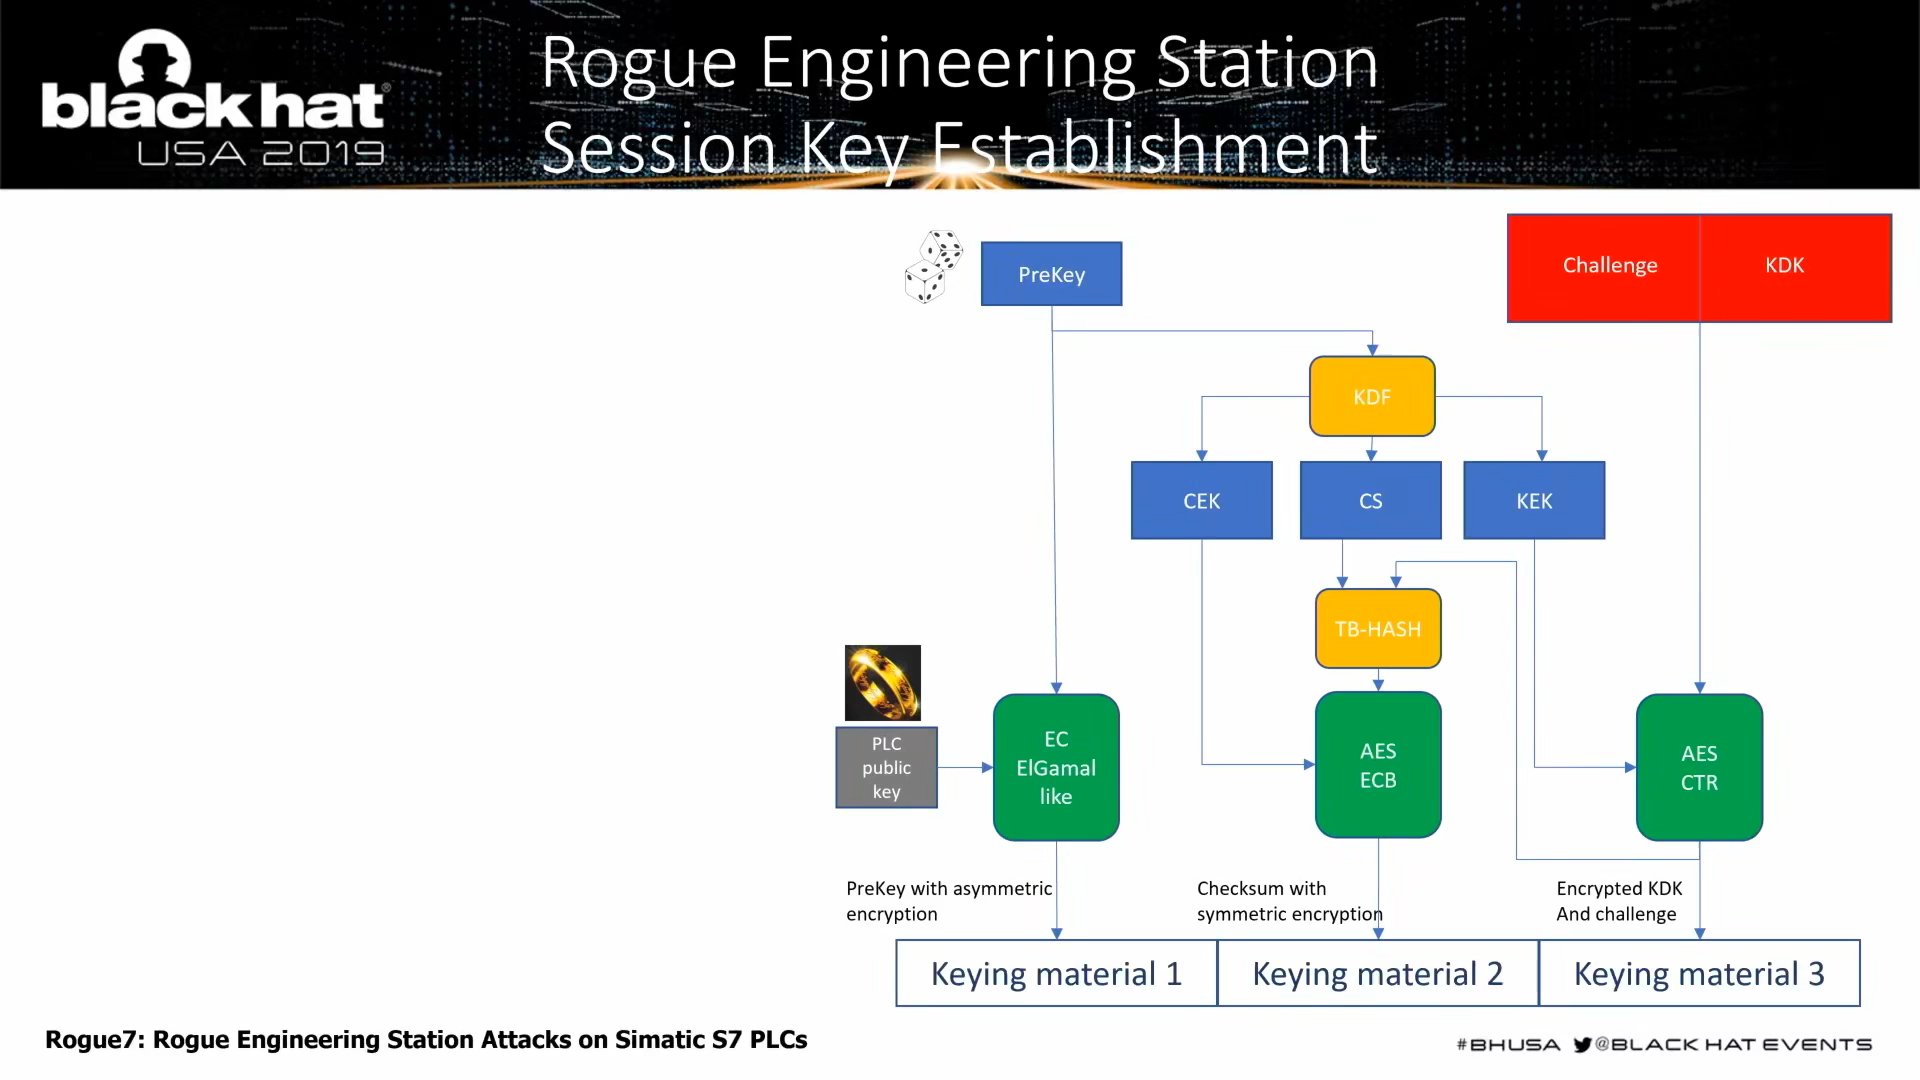 black hat®
USA 2019
Rogue Engineering Station
Session Key Establishment
PreKey
Challenge
KDK
KDF
CEK
CS
KEK
TB-HASH
PLC
public
key
EC
ElGamal
like
AES
ECB
AES
CTR
PreKey with asymmetric
encryption
Checksum with
symmetric encryption
Encrypted KDK
And challenge
Keying material 1
Keying material 2
Keying material 3
Rogue7: Rogue Engineering Station Attacks on Simatic S7 PLCs
#BHUSA @BLACK HAT EVENTS